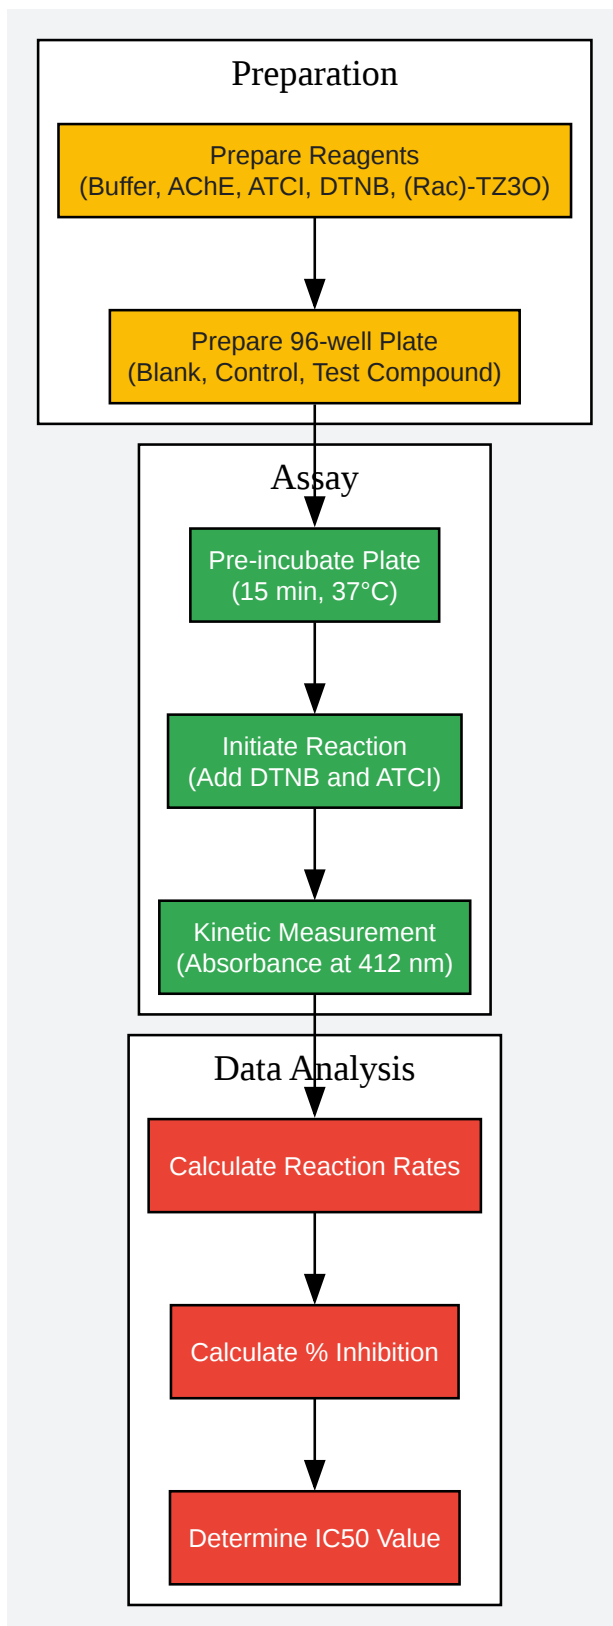 Preparation
Prepare Reagents
(Buffer, AChE, ATCI, DTNB, (Rac)-TZ3O)
Prepare 96-well Plate
(Blank, Control, Test Compound)
Assay
Pre-incubate Plate
(15 min, 37°C)
Initiate Reaction
(Add DTNB and ATCI)
Kinetic Measurement
(Absorbance at 412 nm)
Data Analysis
Calculate Reaction Rates
Calculate % Inhibition
Determine IC50 Value